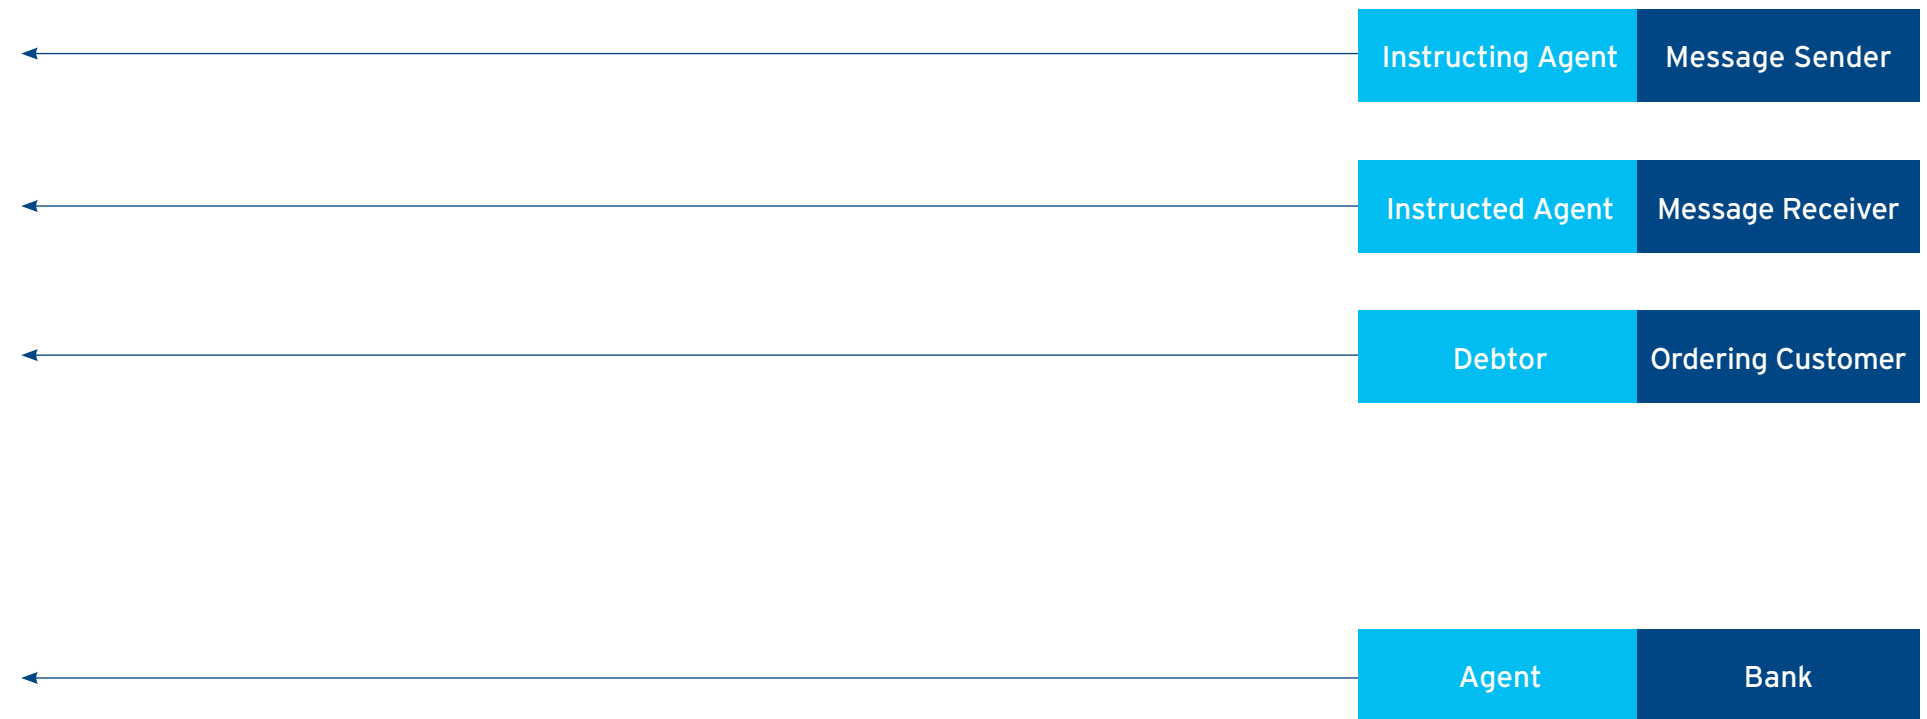 Instructing Agent Message Sender
Instructed Agent Message Receiver
Debtor Ordering Customer
Agent Bank